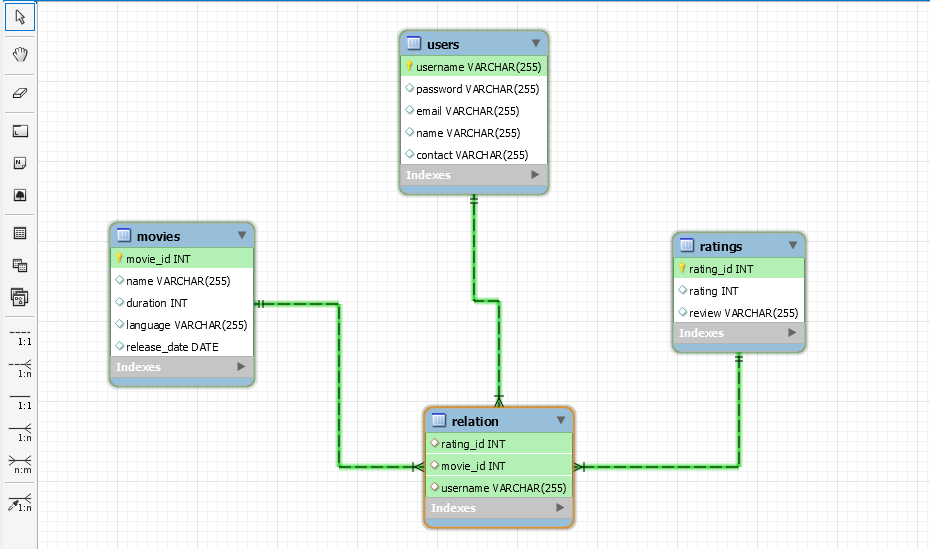 users
username VARCHAR(255)
password VARCHAR(255)
email VARCHAR(255)
name VARCHAR(255)
contact VARCHAR(255)
Indexes
movies
movie_id INT
name VARCHAR(255)
duration INT
language VARCHAR(255)
release_date DATE
Indexes
ratings
rating_id INT
rating INT
review VARCHAR(255)
Indexes
relation
rating_id INT
movie_id INT
username VARCHAR(255)
Indexes
1:1
1:n
1:1
1:n
n:m
1:n